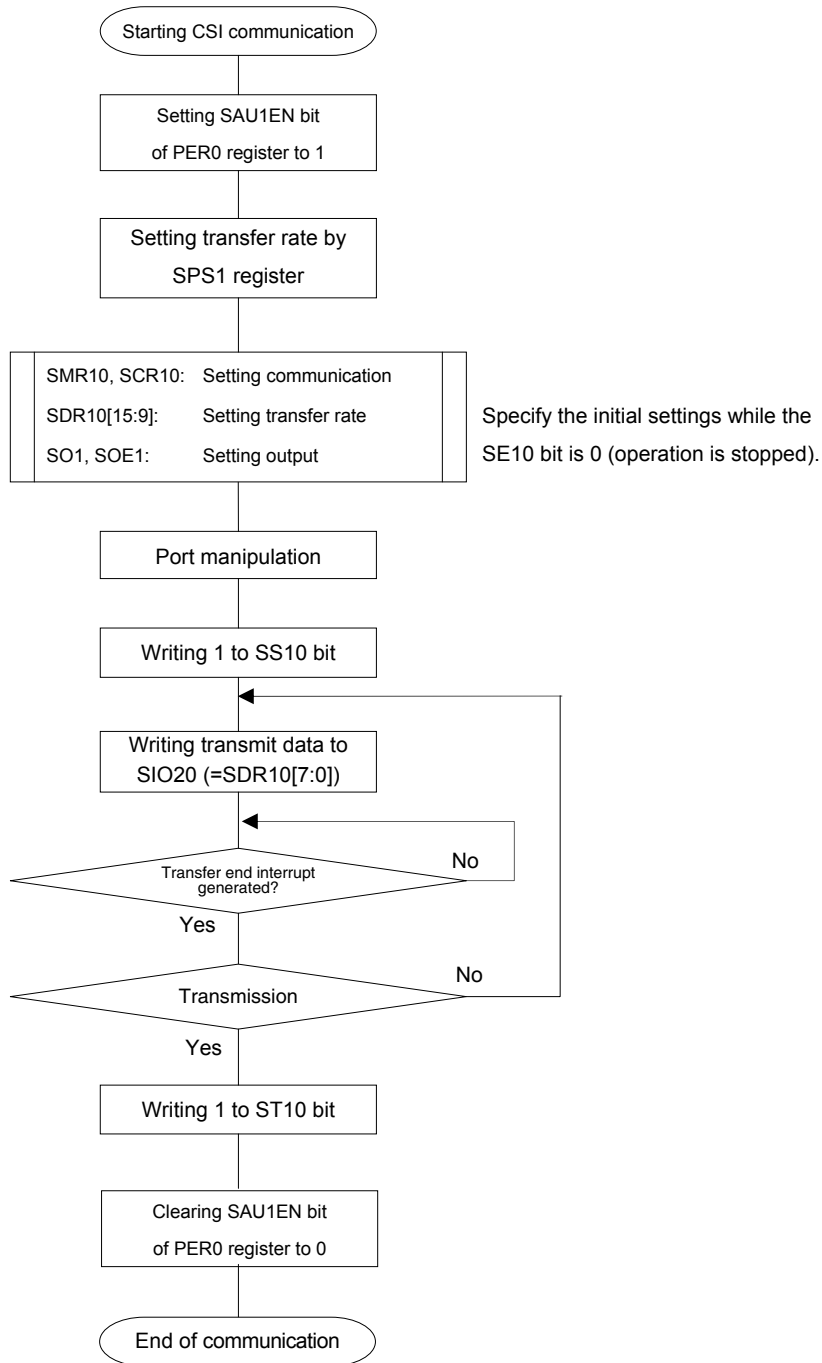 Starting CSI communication
Setting SAU1EN bit
of PER0 register to 1
Setting transfer rate by
SPS1 register
SMR10, SCR10: Setting communication
SDR10[15:9]: Setting transfer rate
SO1, SOE1: Setting output
Specify the initial settings while the
SE10 bit is 0 (operation is stopped).
Port manipulation
Writing 1 to SS10 bit
Writing transmit data to
SIO20 (=SDR10[7:0])
Transfer end interrupt
generated?
No
Yes
Transmission
No
Yes
Writing 1 to ST10 bit
Clearing SAU1EN bit
of PER0 register to 0
End of communication